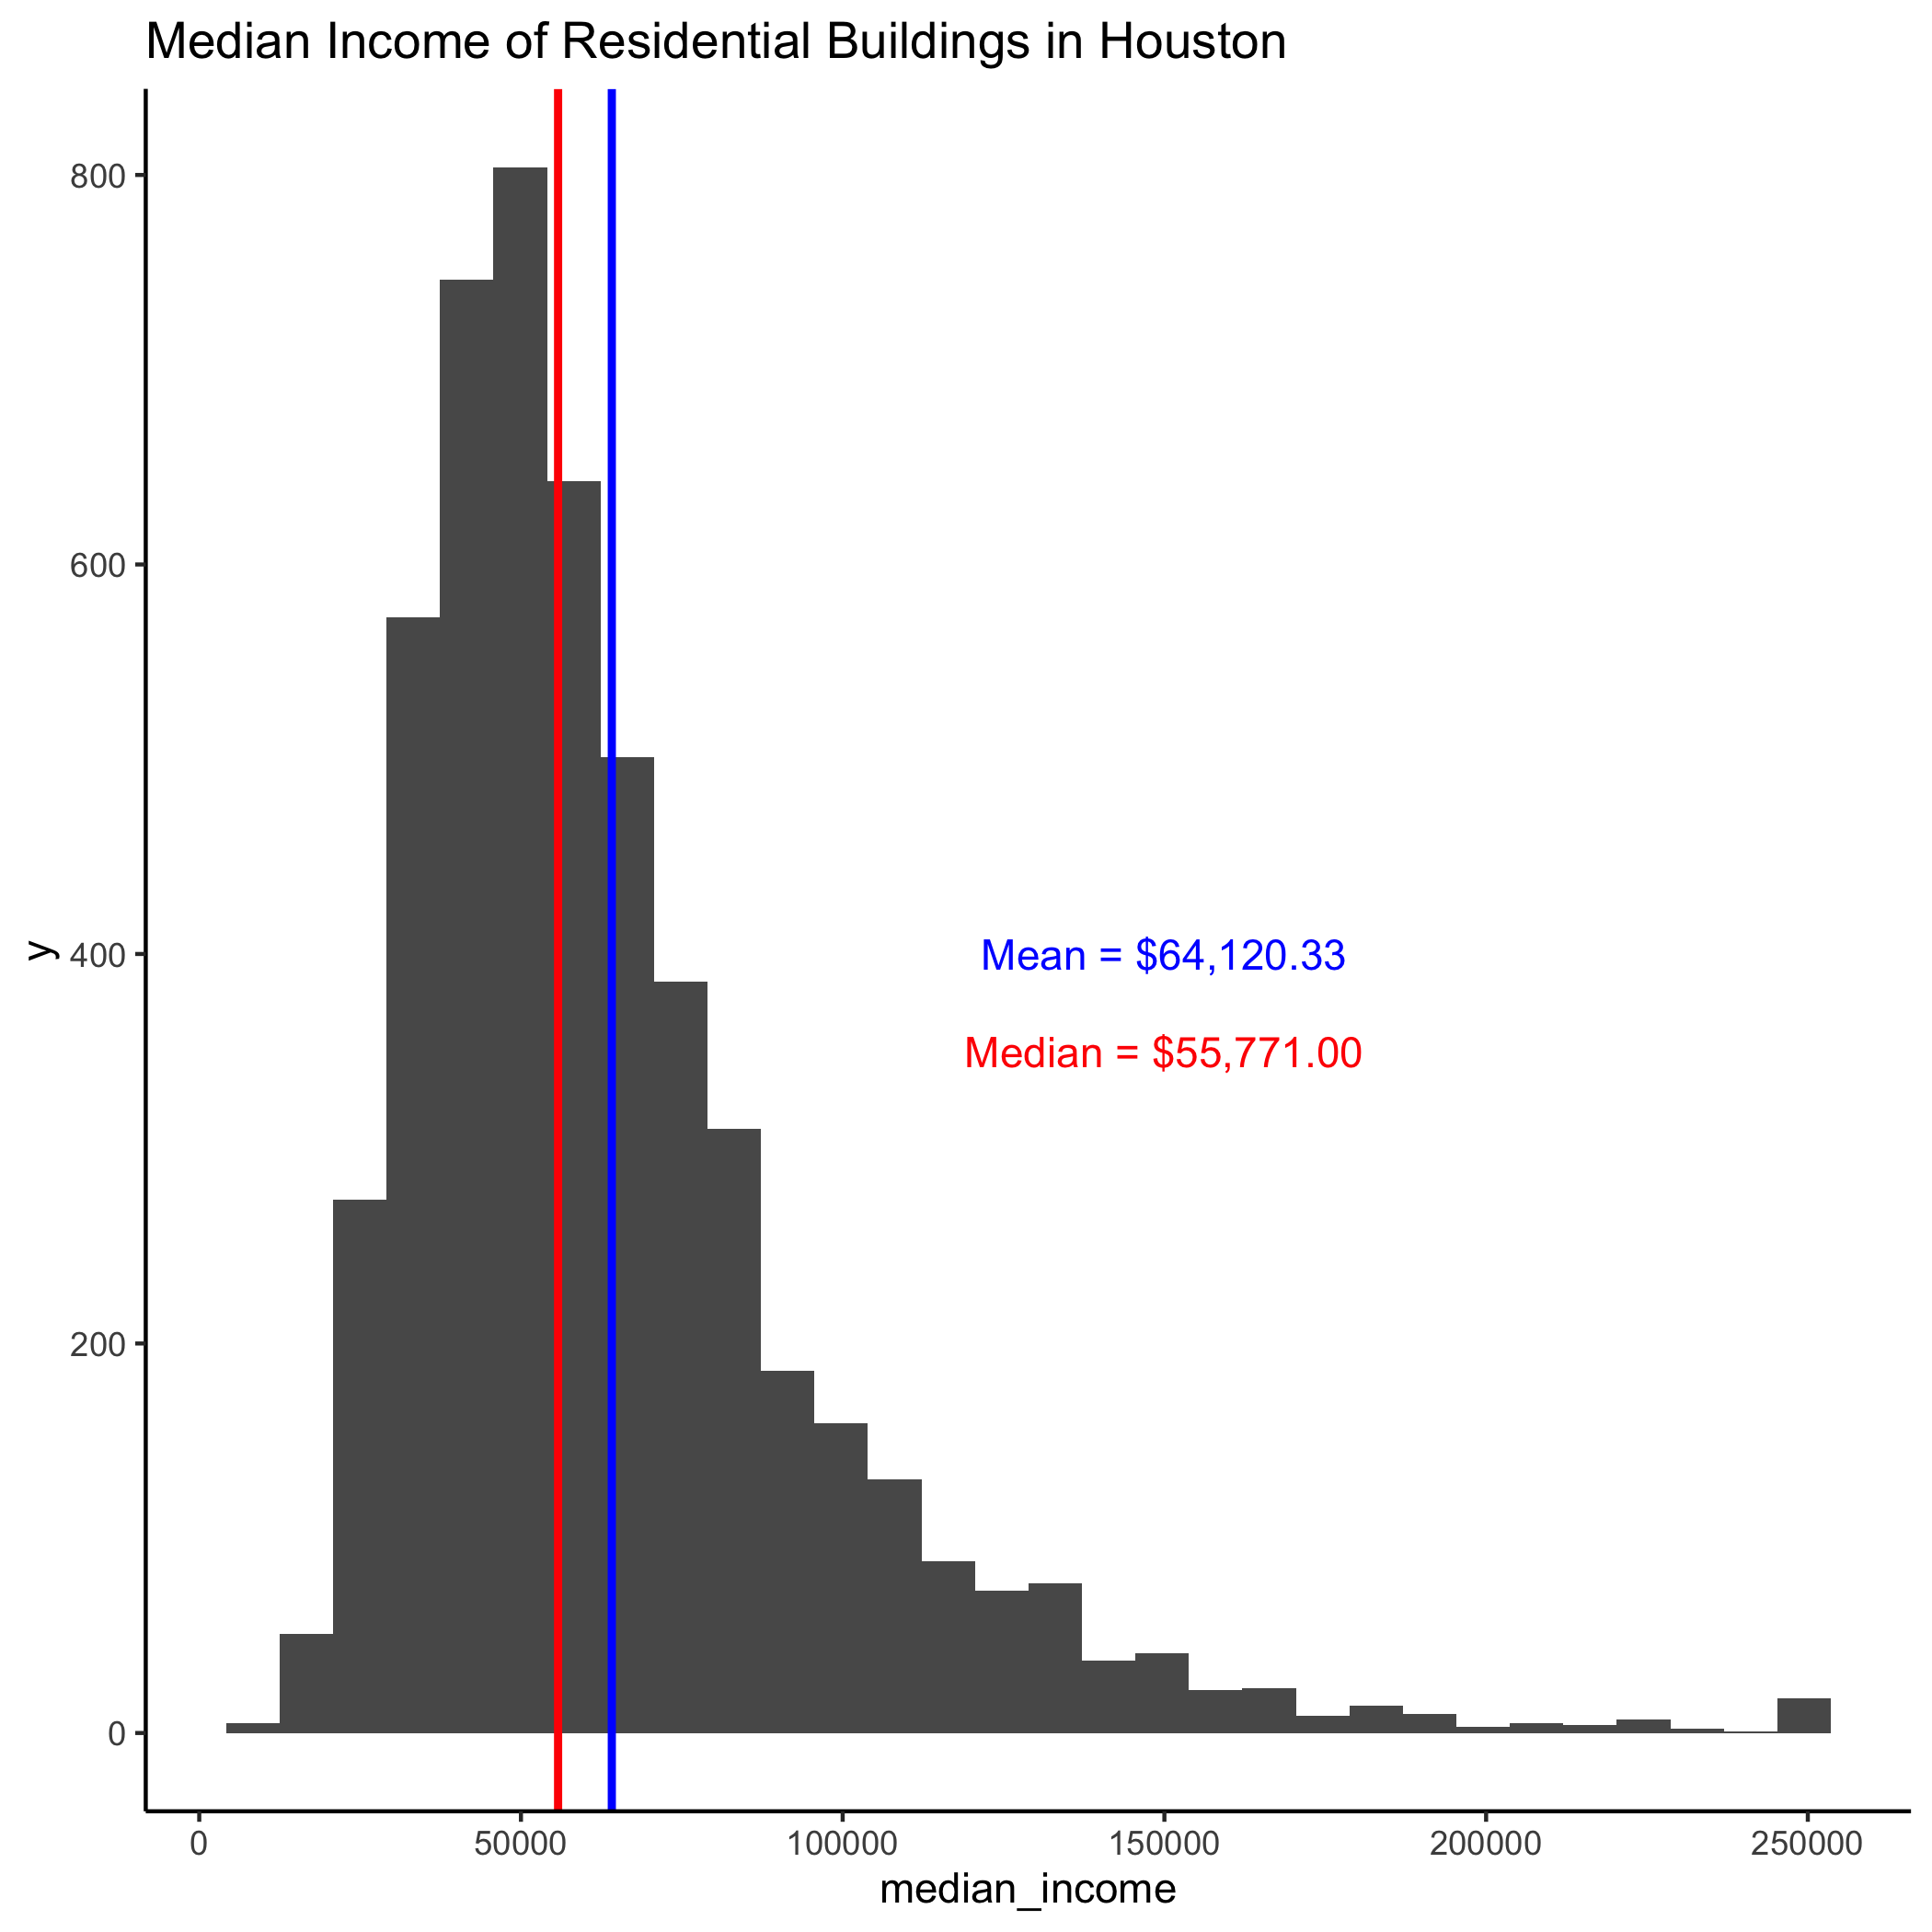 Median Income of Residential Buildings in Houston
800
600
400
200
0
y
Mean = $64,120.33
Median = $55,771.00
0 50000 100000 150000 200000 250000
median_income